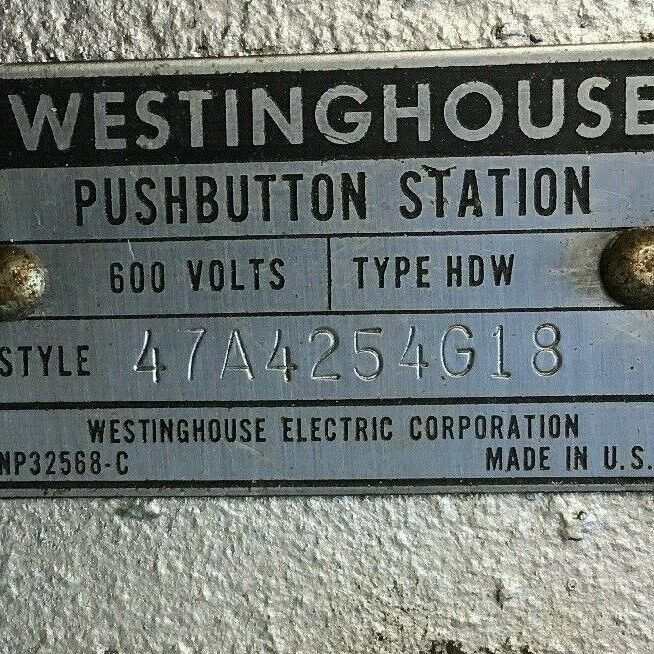 WESTINGHOUSE
PUSHBUTTON STATION
600 VOLTS TYPE HDW
STYLE 47A4254G18
WESTINGHOUSE ELECTRIC CORPORATION
NP32568-C MADE IN U.S.